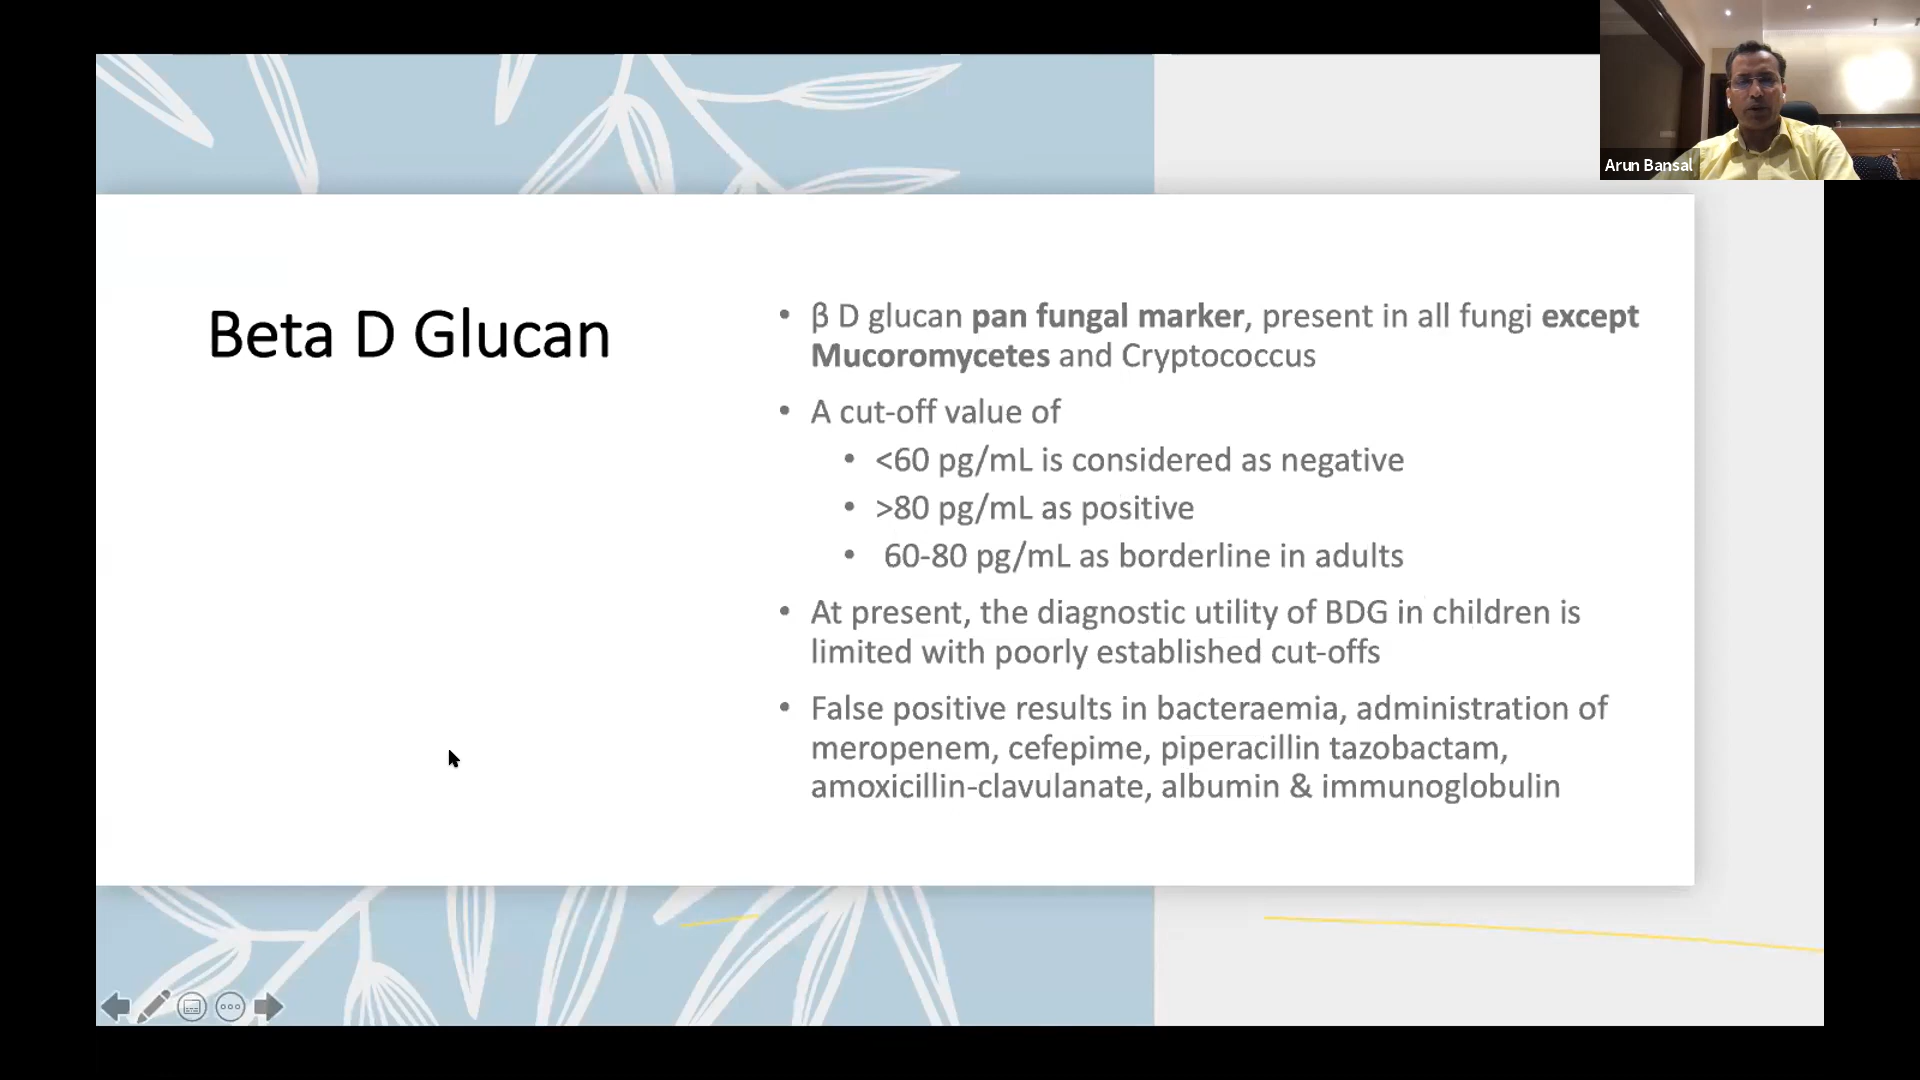 Arun Bansal
Beta D Glucan
• β D glucan pan fungal marker, present in all fungi except
Mucoromycetes and Cryptococcus
• A cut-off value of
• <60 pg/mL is considered as negative
• >80 pg/mL as positive
• 60-80 pg/mL as borderline in adults
• At present, the diagnostic utility of BDG in children is
limited with poorly established cut-offs
• False positive results in bacteraemia, administration of
meropenem, cefepime, piperacillin tazobactam,
amoxicillin-clavulanate, albumin & immunoglobulin